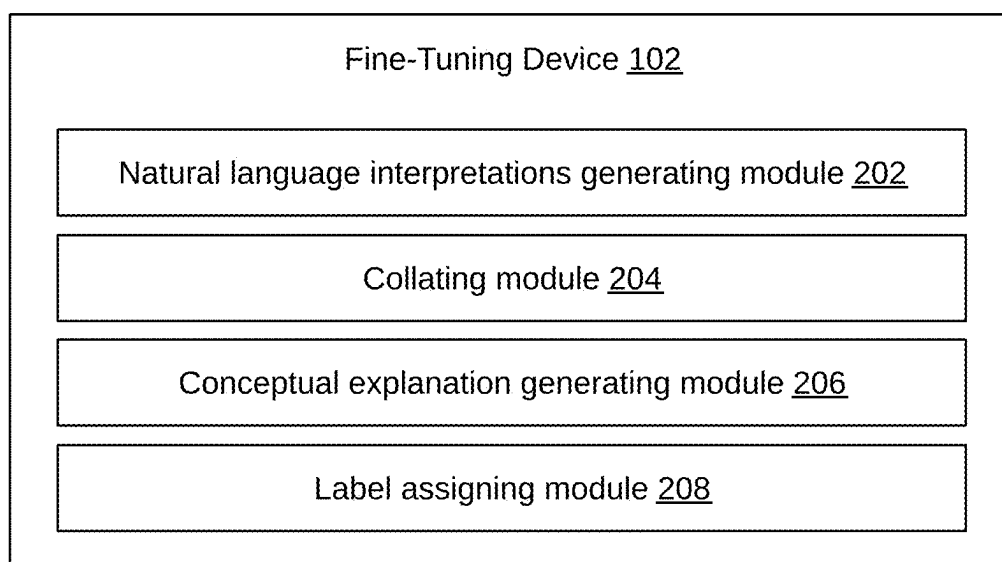 Fine-Tuning Device 102
Natural language interpretations generating module 202
Collating module 204
Conceptual explanation generating module 206
Label assigning module 208